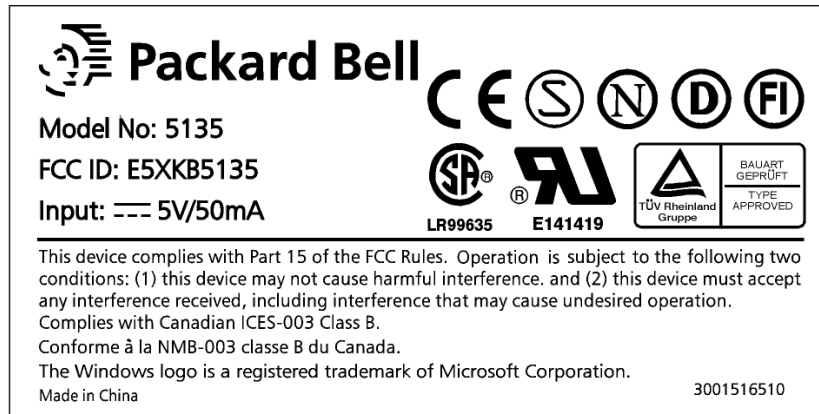 Packard Bell
CE S N D FI
Model No: 5135
FCC ID: E5XKB5135
Input: 5V/50mA
SA ®
LR99635
® RU
E141419
TÜV Rheinland
Gruppe
BAUART
GEPRÜFT
TYPE
APPROVED
This device complies with Part 15 of the FCC Rules. Operation is subject to the following two
conditions: (1) this device may not cause harmful interference. and (2) this device must accept
any interference received, including interference that may cause undesired operation.
Complies with Canadian ICES-003 Class B.
Conforme å la NMB-003 classe B du Canada.
The Windows logo is a registered trademark of Microsoft Corporation.
Made in China
3001516510